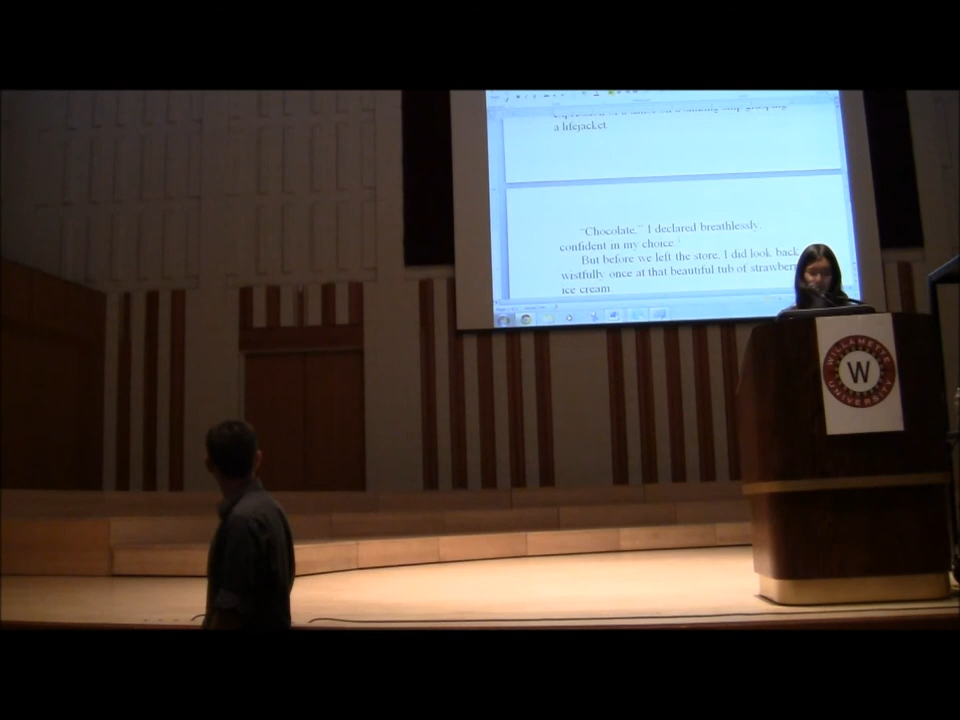 a lifejacket.
“Chocolate.” I declared breathlessly,
confident in my choice.
But before we left the store, I did look back
wistfully once at that beautiful tub of strawberry
ice cream.
WILLAMETTE
W
UNIVERSITY